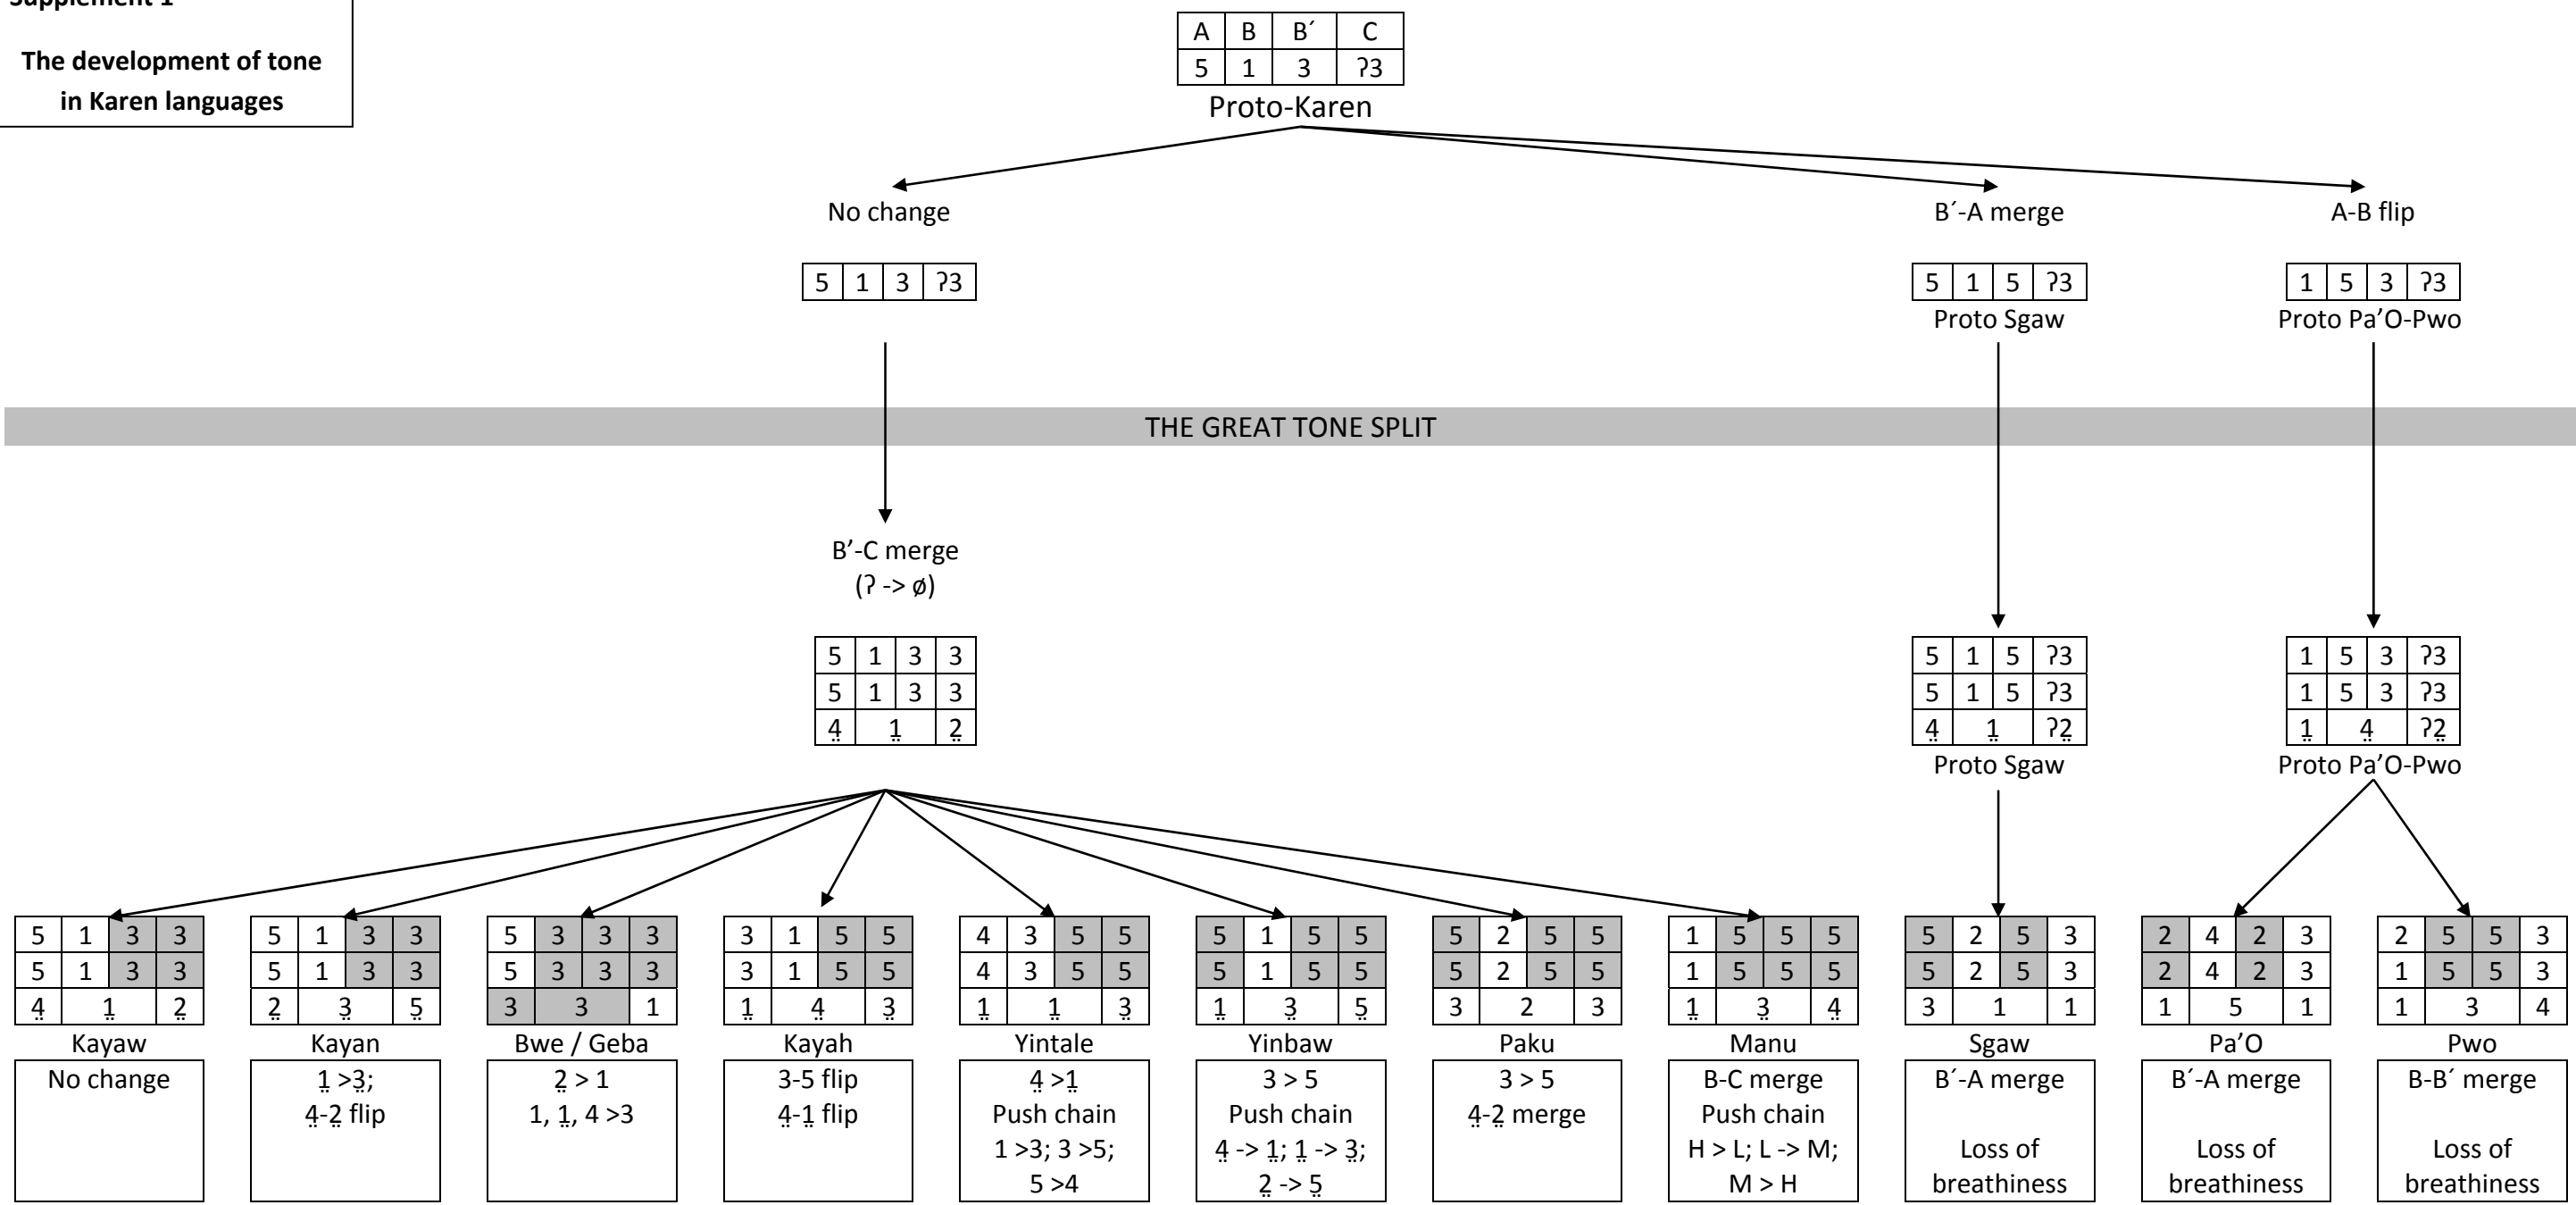 Supplement 1
The development of tone
in Karen languages
A B B´ C
5 1 3 ʔ3
Proto-Karen
No change
B´-A merge
A-B flip
5 1 3 ʔ3
5 1 5 ʔ3
1 5 3 ʔ3
Proto Sgaw
Proto Pa’O-Pwo
THE GREAT TONE SPLIT
B’-C merge
(ʔ -> ø)
5 1 3 3
5 1 3 3
4̤ 1̤ 2̤
5 1 5 ʔ3
5 1 5 ʔ3
4̤ 1̤ ʔ2̤
Proto Sgaw
1 5 3 ʔ3
1 5 3 ʔ3
1̤ 4̤ ʔ2̤
Proto Pa’O-Pwo
5 1 3 3
5 1 3 3
4̤ 1̤ 2̤
Kayaw
No change
5 1 3 3
5 1 3 3
2̤ 3̤ 5̤
Kayan
1̤ >3̤;
4̤-2̤ flip
5 3 3 3
5 3 3 3
3 3 1
Bwe / Geba
2̤ > 1
1, 1̤, 4 >3
3 1 5 5
3 1 5 5
1̤ 4̤ 3̤
Kayah
3-5 flip
4̤-1̤ flip
4 3 5 5
4 3 5 5
1̤ 1̤ 3̤
Yintale
4̤ >1̤
Push chain
1 >3; 3 >5;
5 >4
5 1 5 5
5 1 5 5
1̤ 3̤ 5̤
Yinbaw
3 > 5
Push chain
4̤ -> 1̤; 1̤ -> 3̤;
2̤ -> 5̤
5 2 5 5
5 2 5 5
3 2 3
Paku
3 > 5
4̤-2̤ merge
1 5 5 5
1 5 5 5
1̤ 3̤ 4̤
Manu
B-C merge
Push chain
H > L; L -> M;
M > H
5 2 5 3
5 2 5 3
3 1 1
Sgaw
B´-A merge
Loss of
breathiness
2 4 2 3
2 4 2 3
1 5 1
Pa’O
B´-A merge
Loss of
breathiness
2 5 5 3
1 5 5 3
1 3 4
Pwo
B-B´ merge
Loss of
breathiness